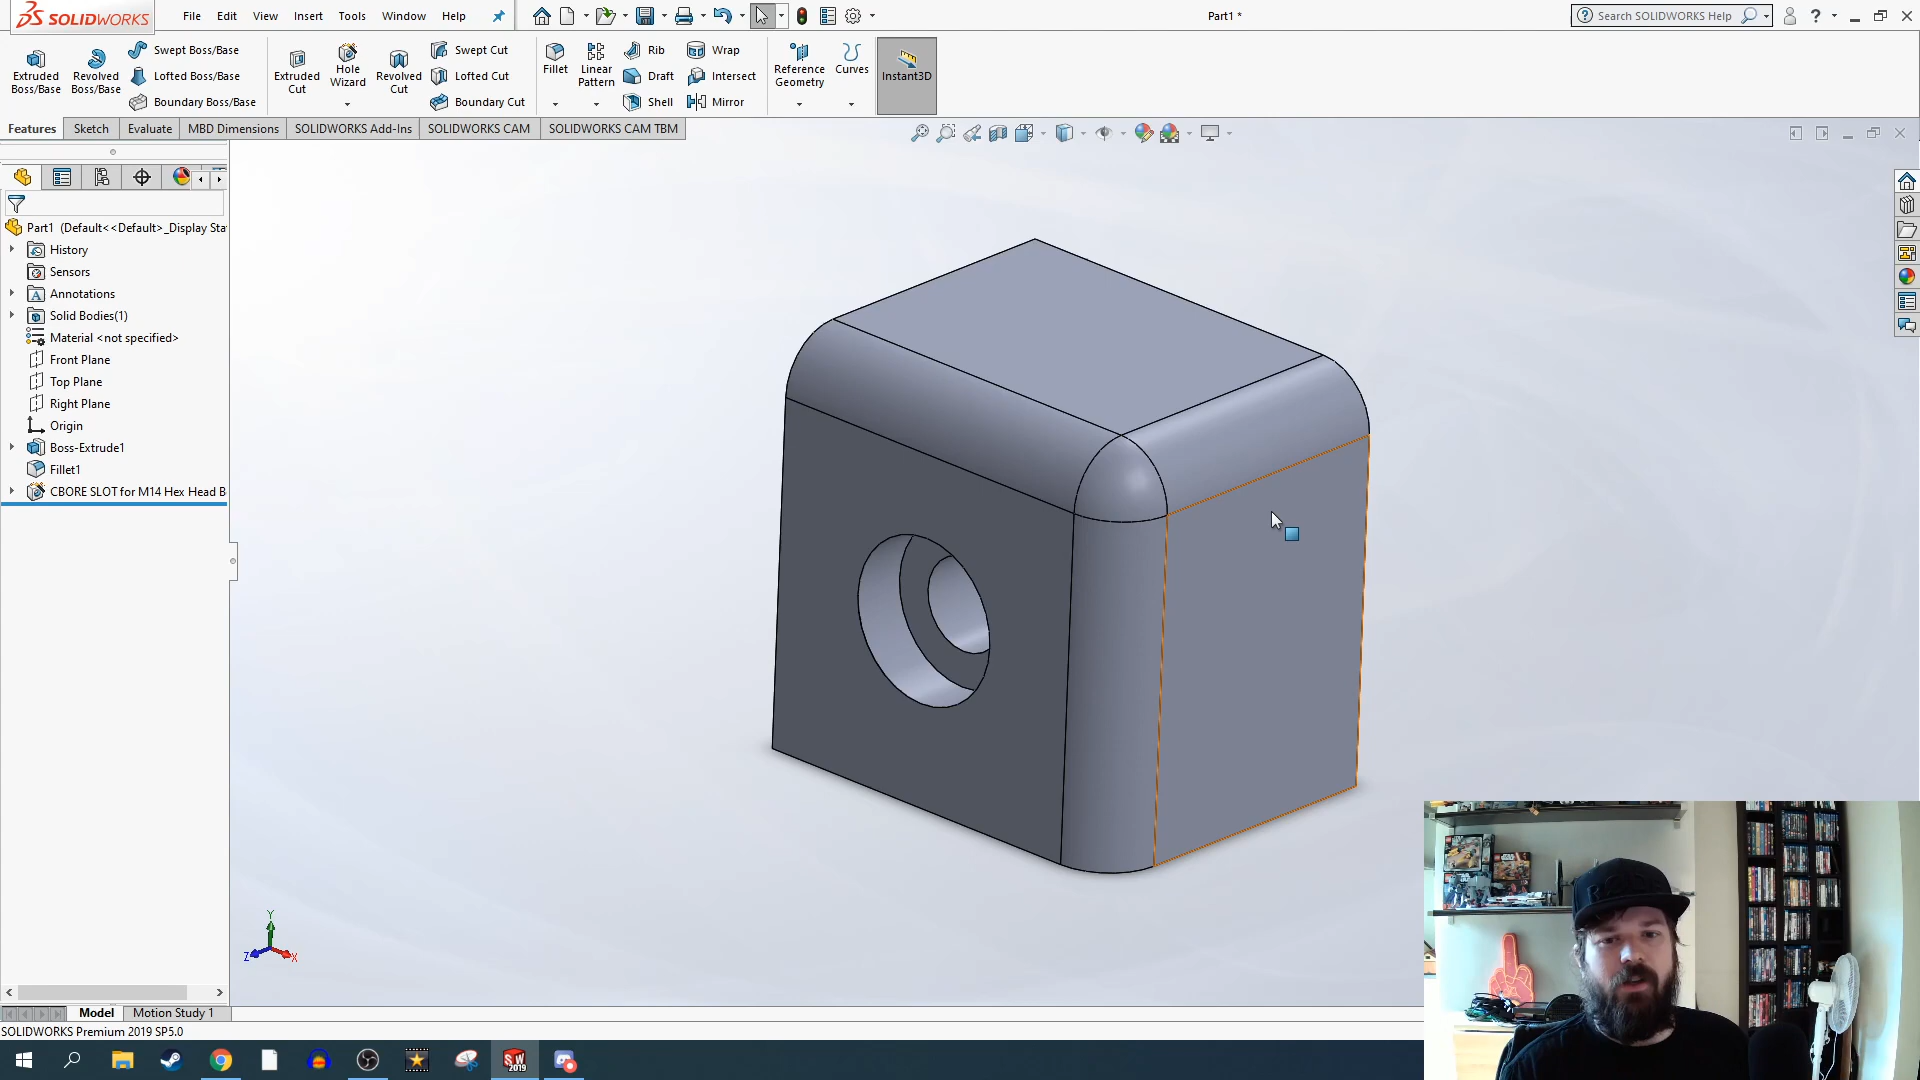 SOLIDWORKS File Edit View Insert Tools Window Help Part1 * Search SOLIDWORKS Help
Extruded Boss/Base
Revolved Boss/Base
Swept Boss/Base
Lofted Boss/Base
Boundary Boss/Base
Extruded Cut
Hole Wizard
Revolved Cut
Swept Cut
Lofted Cut
Boundary Cut
Fillet
Linear Pattern
Rib
Draft
Shell
Wrap
Intersect
Mirror
Reference Geometry
Curves
Instant3D
Features Sketch Evaluate MBD Dimensions SOLIDWORKS Add-Ins SOLIDWORKS CAM SOLIDWORKS CAM TBM
Part1 (Default<<Default>_Display Sta
History
Sensors
Annotations
Solid Bodies(1)
Material <not specified>
Front Plane
Top Plane
Right Plane
Origin
Boss-Extrude1
Fillet1
CBORE SLOT for M14 Hex Head B
Y
Z X
Model Motion Study 1
SOLIDWORKS Premium 2019 SP5.0
SW 2019